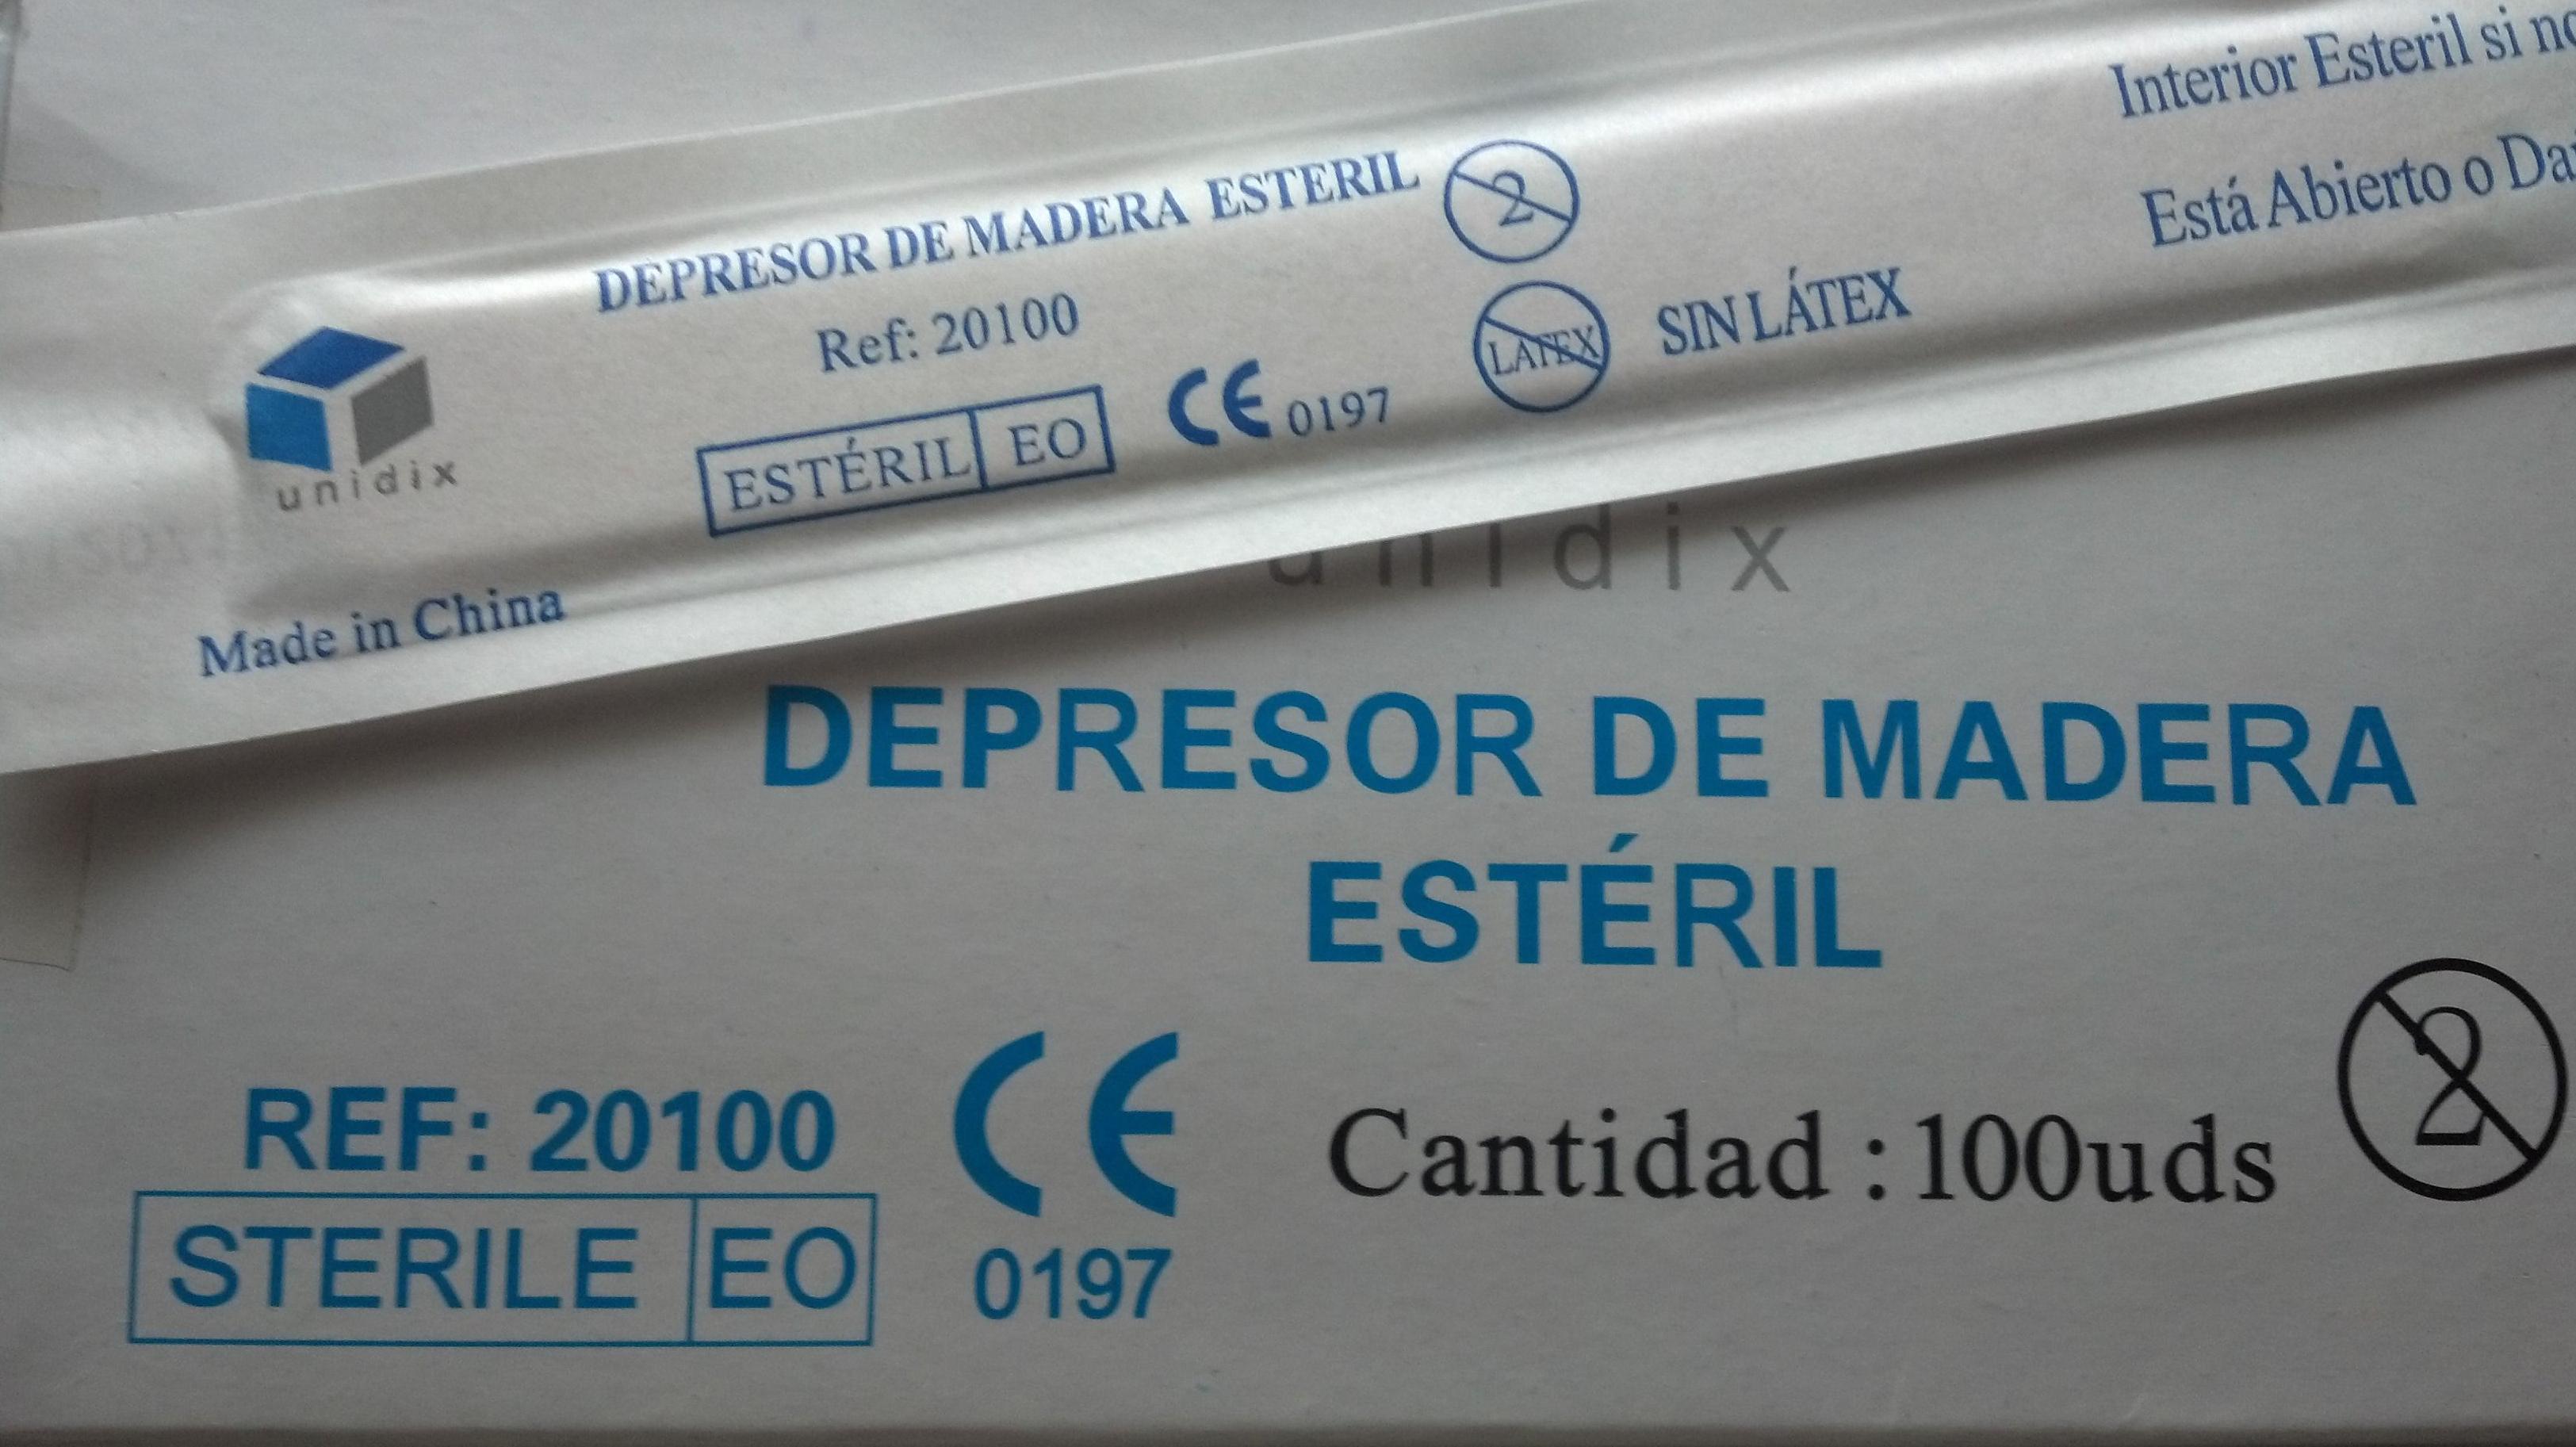 Interior Esteril si
Está Abierto o
DEPRESOR DE MADERA ESTERIL
2
Ref: 20100
LATEX
SIN LÁTEX
ESTÉRIL EO
CE 0197
unidix
Made in China
unidix
DEPRESOR DE MADERA
ESTÉRIL
REF: 20100
CE
Cantidad : 100uds
2
STERILE EO
0197